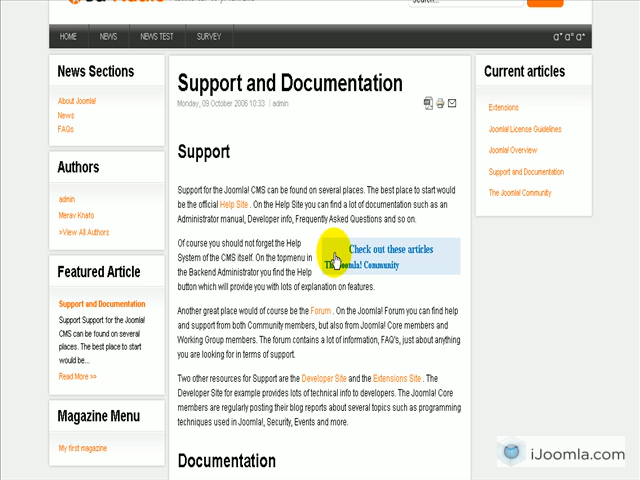 HOME NEWS NEWS TEST SURVEY
News Sections
About Joomla!
News
FAQs
Authors
admin
Merav Knafo
>View All Authors
Featured Article
Support and Documentation
Support Support for the Joomla!
CMS can be found on several
places. The best place to start
would be...
Read More >>
Magazine Menu
My first magazine
Support and Documentation
Monday, 09 October 2006 10:33 | admin
Support
Support for the Joomla! CMS can be found on several places. The best place to start would
be the official Help Site . On the Help Site you can find a lot of documentation such as an
Administrator manual, Developer info, Frequently Asked Questions and so on.
Of course you should not forget the Help
System of the CMS itself. On the topmenu in
the Backend Administrator you find the Help
button which will provide you with lots of explanation on features.
Check out these articles
The Joomla! Community
Another great place would of course be the Forum . On the Joomla! Forum you can find help
and support from both Community members, but also from Joomla! Core members and
Working Group members. The forum contains a lot of information, FAQ's, just about anything
you are looking for in terms of support.
Two other resources for Support are the Developer Site and the Extensions Site . The
Developer Site for example provides lots of technical info to developers. The Joomla! Core
members are regularly posting their blog reports about several topics such as programming
techniques used in Joomla!, Security, Events and more.
Documentation
Current articles
Extensions
Joomla! License Guidelines
Joomla! Overview
Support and Documentation
The Joomla! Community
iJoomla.com